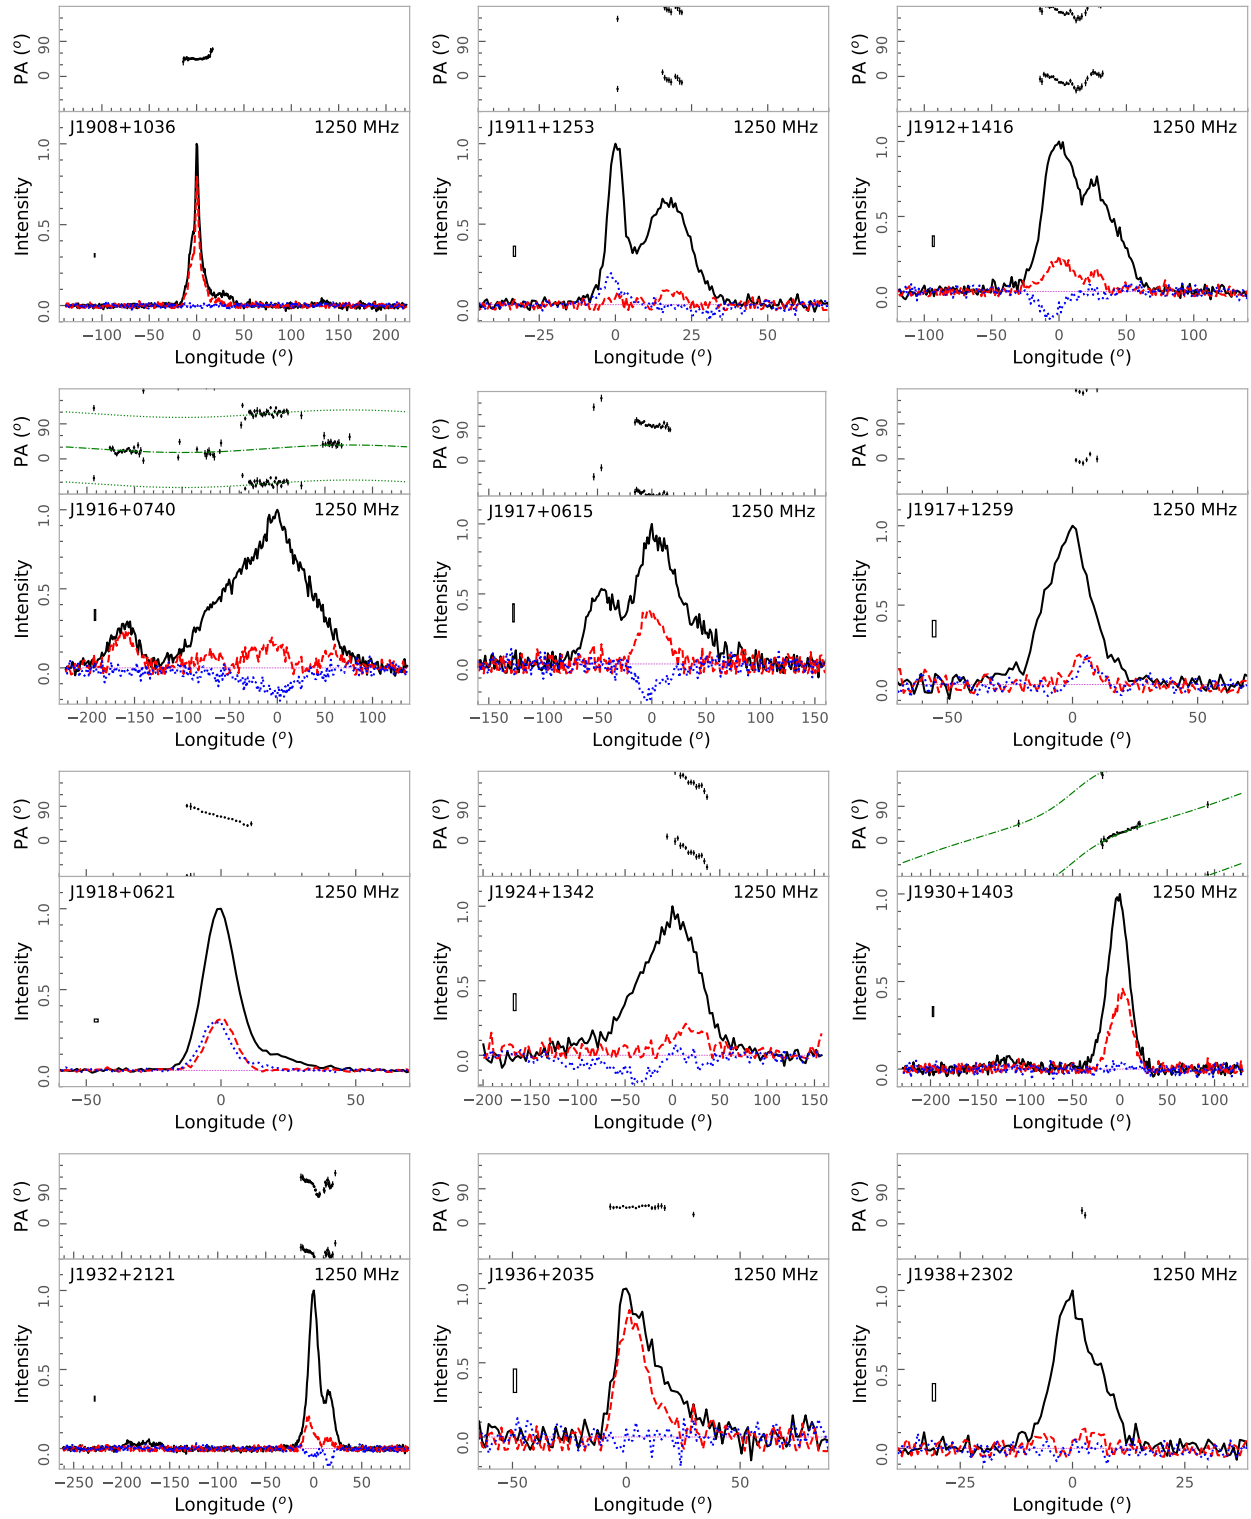 PA (°) 90 0
PA (°) 90 0
PA (°) 90 0
J1908+1036 1250 MHz
J1911+1253 1250 MHz
J1912+1416 1250 MHz
Intensity 1.0 0.5 0.0
Intensity 1.0 0.5 0.0
Intensity 1.0 0.5 0.0
−100 −50 0 50 100 150 200
−25 0 25 50
−100 −50 0 50 100
Longitude (°)
Longitude (°)
Longitude (°)
PA (°) 90 0
PA (°) 90 0
PA (°) 90 0
J1916+0740 1250 MHz
J1917+0615 1250 MHz
J1917+1259 1250 MHz
Intensity 1.0 0.5 0.0
Intensity 1.0 0.5 0.0
Intensity 1.0 0.5 0.0
−200 −150 −100 −50 0 50 100
−150 −100 −50 0 50 100 150
−50 0 50
Longitude (°)
Longitude (°)
Longitude (°)
PA (°) 90 0
PA (°) 90 0
PA (°) 90 0
J1918+0621 1250 MHz
J1924+1342 1250 MHz
J1930+1403 1250 MHz
Intensity 1.0 0.5 0.0
Intensity 1.0 0.5 0.0
Intensity 1.0 0.5 0.0
−50 0 50
−200 −150 −100 −50 0 50 100 150
−200 −150 −100 −50 0 50 100
Longitude (°)
Longitude (°)
Longitude (°)
PA (°) 90 0
PA (°) 90 0
PA (°) 90 0
J1932+2121 1250 MHz
J1936+2035 1250 MHz
J1938+2302 1250 MHz
Intensity 1.0 0.5 0.0
Intensity 1.0 0.5 0.0
Intensity 1.0 0.5 0.0
−250 −200 −150 −100 −50 0 50
−50 0 50
−25 0 25
Longitude (°)
Longitude (°)
Longitude (°)